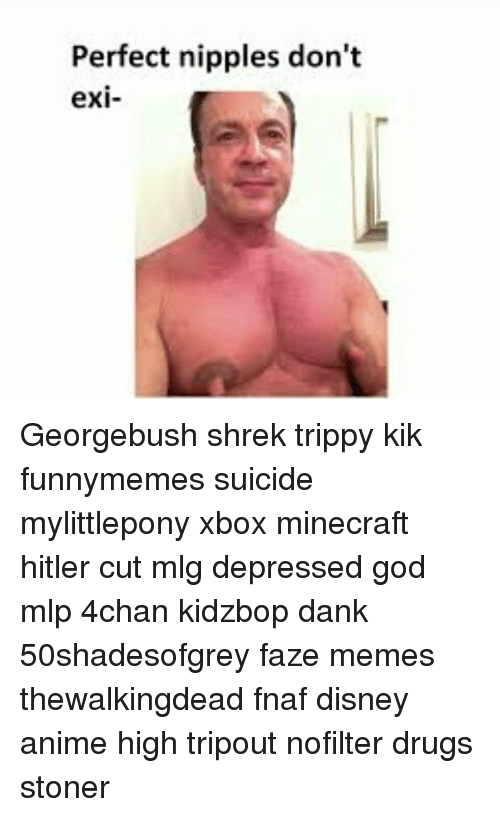 Perfect nipples don't
exi-
Georgebush shrek trippy kik
funnymemes suicide
mylittlepony xbox minecraft
hitler cut mlg depressed god
mlp 4chan kidzbop dank
50shadesofgrey faze memes
thewalkingdead fnaf disney
anime high tripout nofilter drugs
stoner